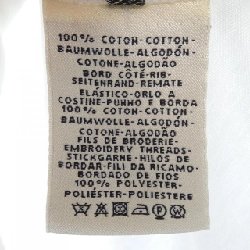 100% COTON-COTTON-
BAUMWOLLE-ALGODÓN-
COTONE-ALGODÃO
BORD CÔTE-RIB-
SEITENRAND-REMATE
ELÁSTICO-ORLO A
COSTINE-PUNHO E BORDA
100% COTON-COTTON-
BAUMWOLLE-ALGODÓN-
COTONE-ALGODÃO
FILS DE BRODERIE-
EMBROIDERY THREADS-
STICKGARNE-HILOS DE
BORDAR-FILI DA RICAMO-
BORDADO DE FIOS
100% POLYESTER-
POLIÉSTER-POLIESTERE